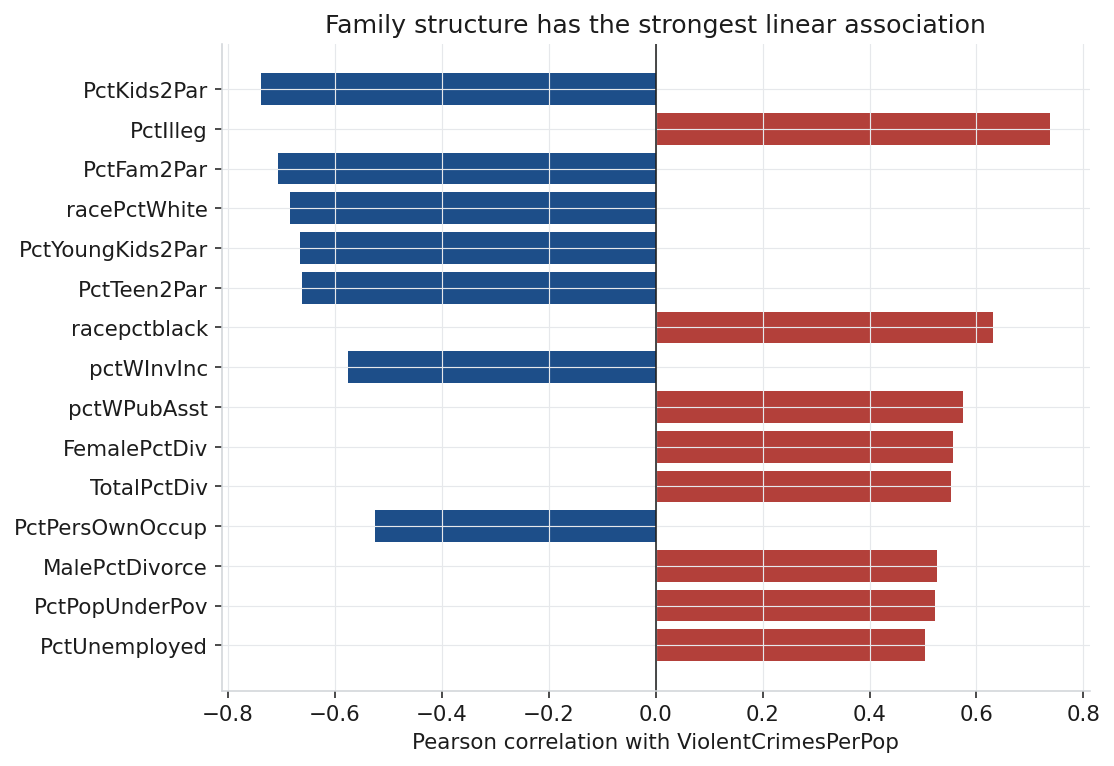 Family structure has the strongest linear association
PctKids2Par
PctIlleg
PctFam2Par
racePctWhite
PctYoungKids2Par
PctTeen2Par
racepctblack
pctWInvInc
pctWPubAsst
FemalePctDiv
TotalPctDiv
PctPersOwnOccup
MalePctDivorce
PctPopUnderPov
PctUnemployed
−0.8 −0.6 −0.4 −0.2 0.0 0.2 0.4 0.6 0.8
Pearson correlation with ViolentCrimesPerPop